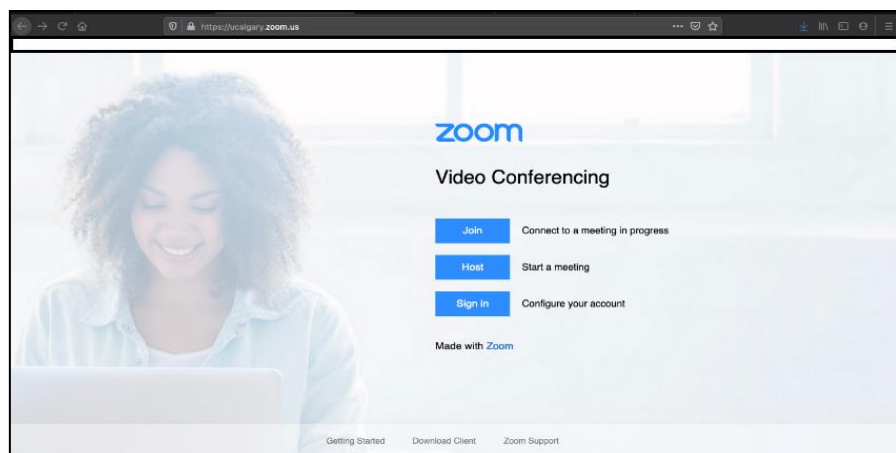 https://ucalgary.zoom.us
zoom
Video Conferencing
Join Connect to a meeting in progress
Host Start a meeting
Sign in Configure your account
Made with Zoom
Getting Started Download Client Zoom Support